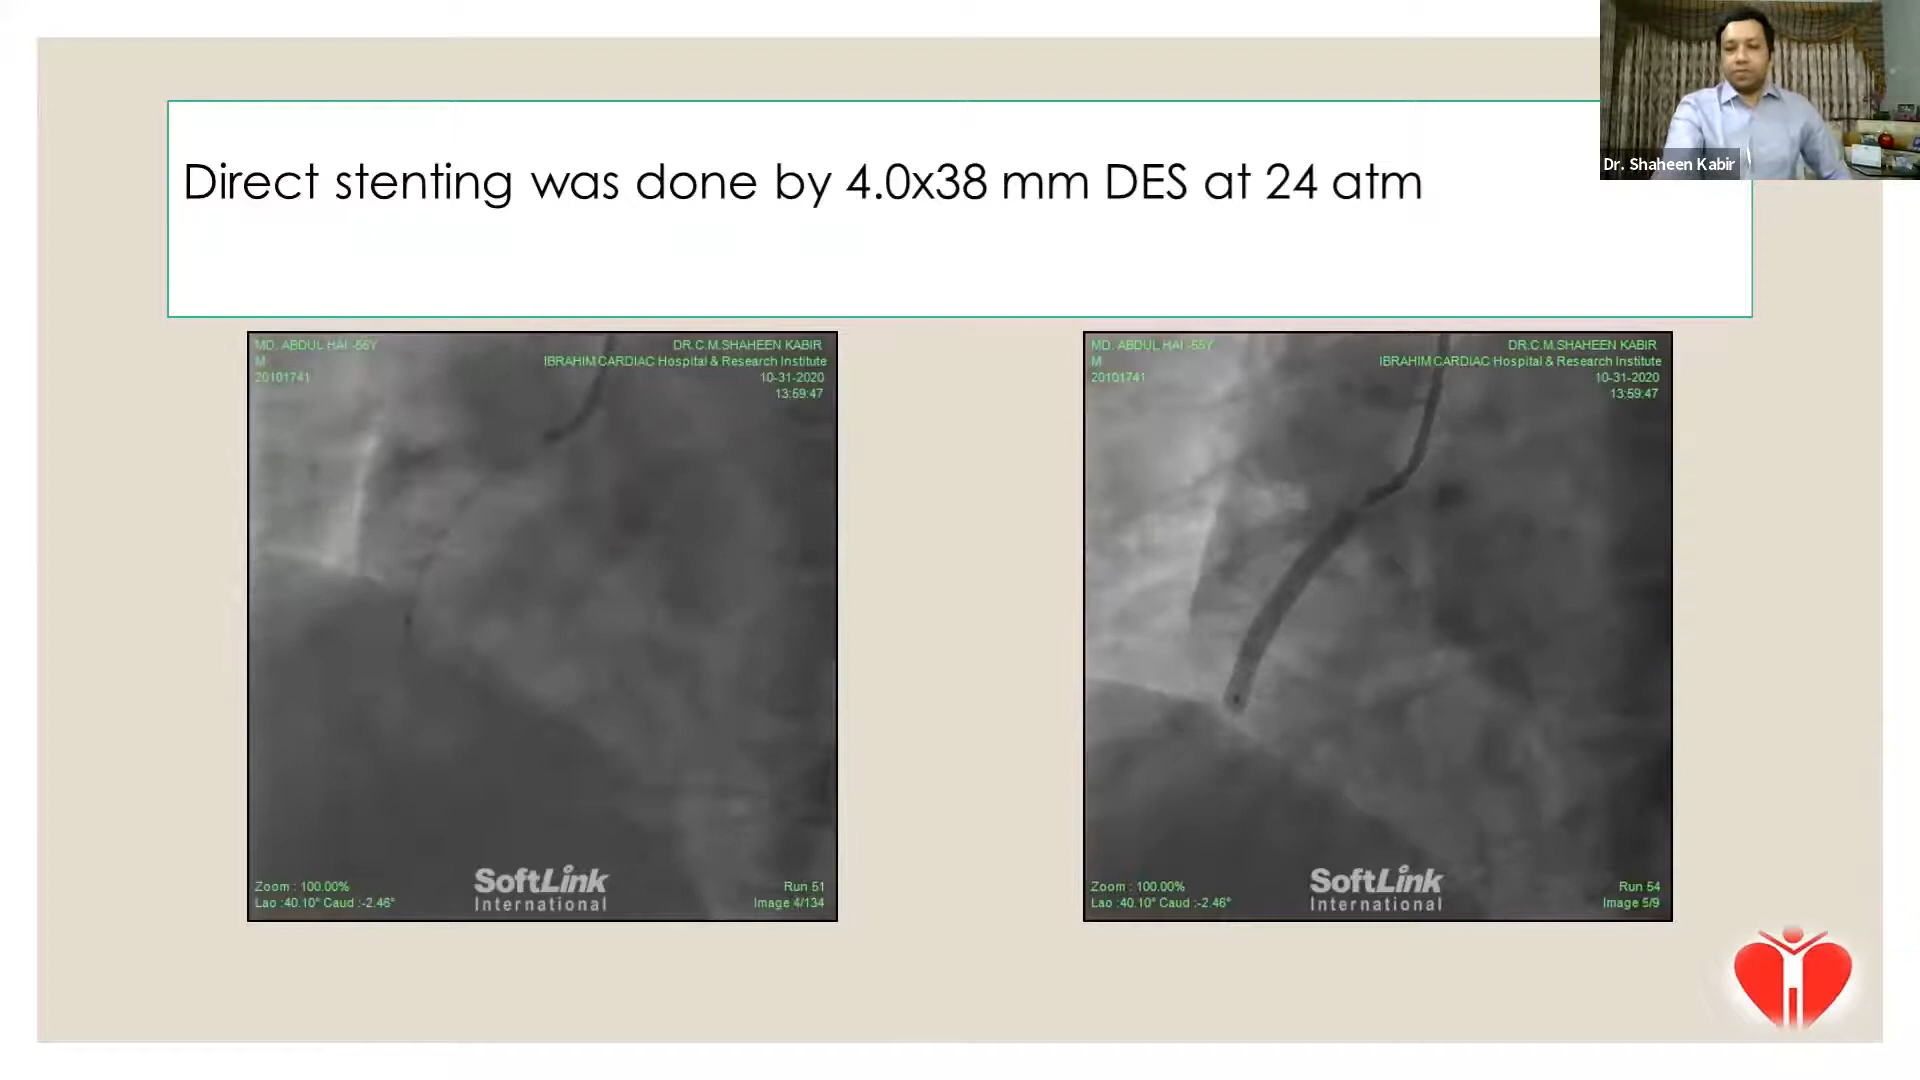 Dr. Shaheen Kabir
Direct stenting was done by 4.0x38 mm DES at 24 atm
MD. ABDUL HAI -55Y
M
20101741
DR.C.M.SHAHEEN KABIR
IBRAHIM CARDIAC Hospital & Research Institute
10-31-2020
13:59:47
Zoom : 100.00%
Lao :40.10° Caud :-2.46°
SoftLink
International
Run 51
Image 4/134
MD. ABDUL HAI -55Y
M
20101741
DR.C.M.SHAHEEN KABIR
IBRAHIM CARDIAC Hospital & Research Institute
10-31-2020
13:59:47
Zoom : 100.00%
Lao :40.10° Caud :-2.46°
SoftLink
International
Run 54
Image 5/9